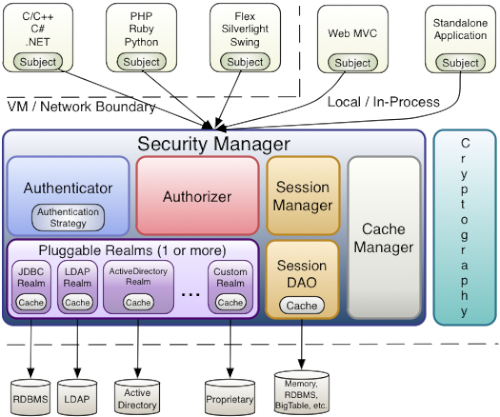 C/C++
C#
.NET
Subject
PHP
Ruby
Python
Subject
Flex
Silverlight
Swing
Subject
Web MVC
Subject
Standalone
Application
Subject
VM / Network Boundary
Local / In-Process
Security Manager
Authenticator
Authentication
Strategy
Authorizer
Session
Manager
Cache
Manager
Cryptography
Pluggable Realms (1 or more)
JDBC
Realm
Cache
LDAP
Realm
Cache
ActiveDirectory
Realm
Cache
...
Custom
Realm
Cache
Session
DAO
Cache
RDBMS
LDAP
Active
Directory
Proprietary
Memory,
RDBMS,
BigTable, etc.